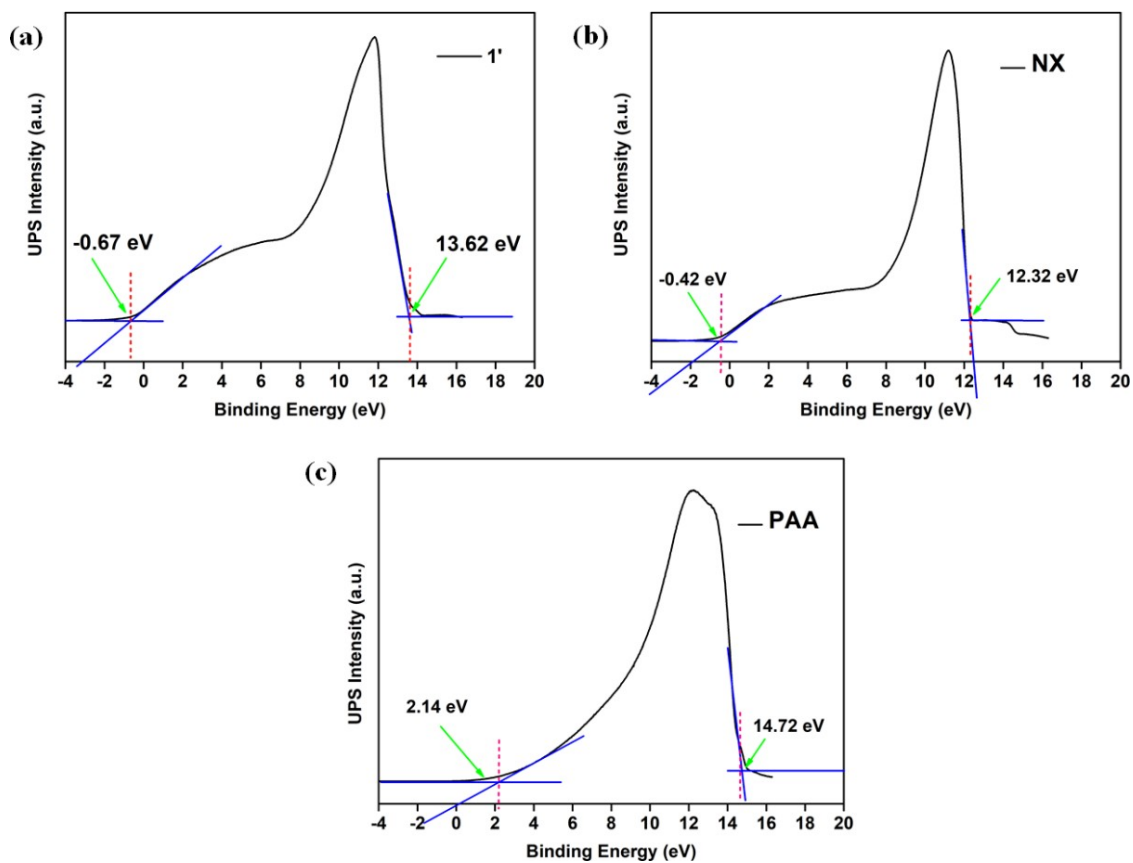 (a)
1'
UPS Intensity (a.u.)
-0.67 eV
13.62 eV
-4 -2 0 2 4 6 8 10 12 14 16 18 20
Binding Energy (eV)
(b)
NX
UPS Intensity (a.u.)
-0.42 eV
12.32 eV
-4 -2 0 2 4 6 8 10 12 14 16 18 20
Binding Energy (eV)
(c)
PAA
UPS Intensity (a.u.)
2.14 eV
14.72 eV
-4 -2 0 2 4 6 8 10 12 14 16 18 20
Binding Energy (eV)